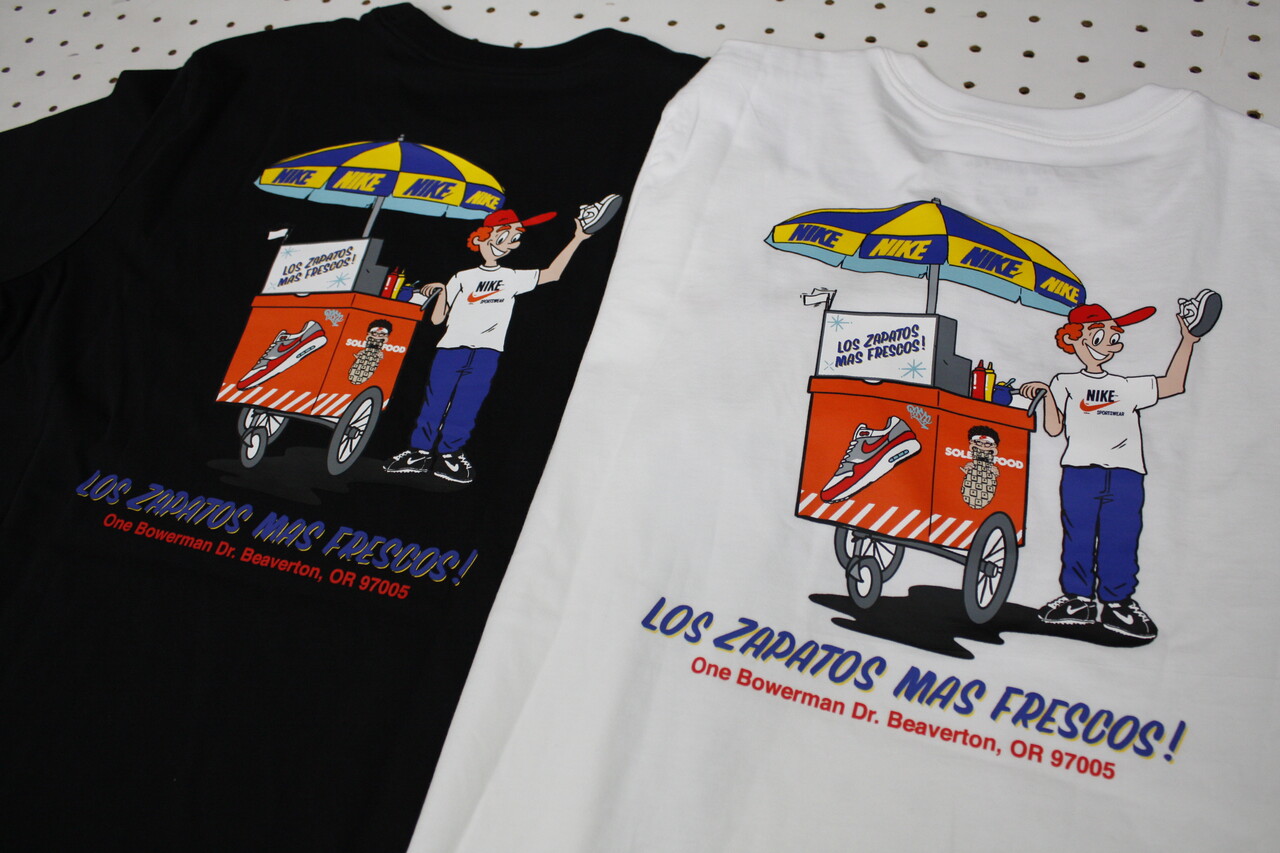 NIKE NIKE NIKE NIKE
LOS ZAPATOS
MAS FRESCOS!
NIKE
SPORTSWEAR
SOLE FOOD
LOS ZAPATOS MAS FRESCOS!
One Bowerman Dr. Beaverton, OR 97005
NIKE NIKE NIKE NIKE
LOS ZAPATOS
MAS FRESCOS!
NIKE
SPORTSWEAR
SOLE FOOD
LOS ZAPATOS MAS FRESCOS!
One Bowerman Dr. Beaverton, OR 97005